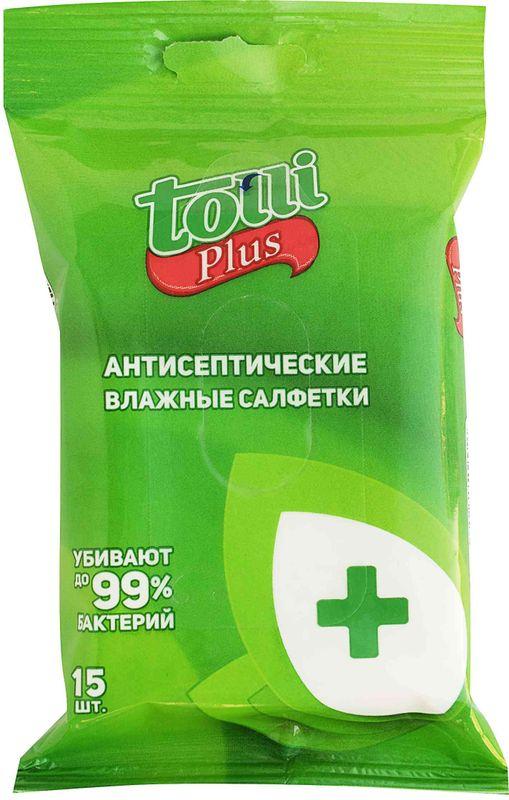 tolli
Plus
АНТИСЕПТИЧЕСКИЕ
ВЛАЖНЫЕ САЛФЕТКИ
УБИВАЮТ
ДО 99%
БАКТЕРИЙ
15
ШТ.